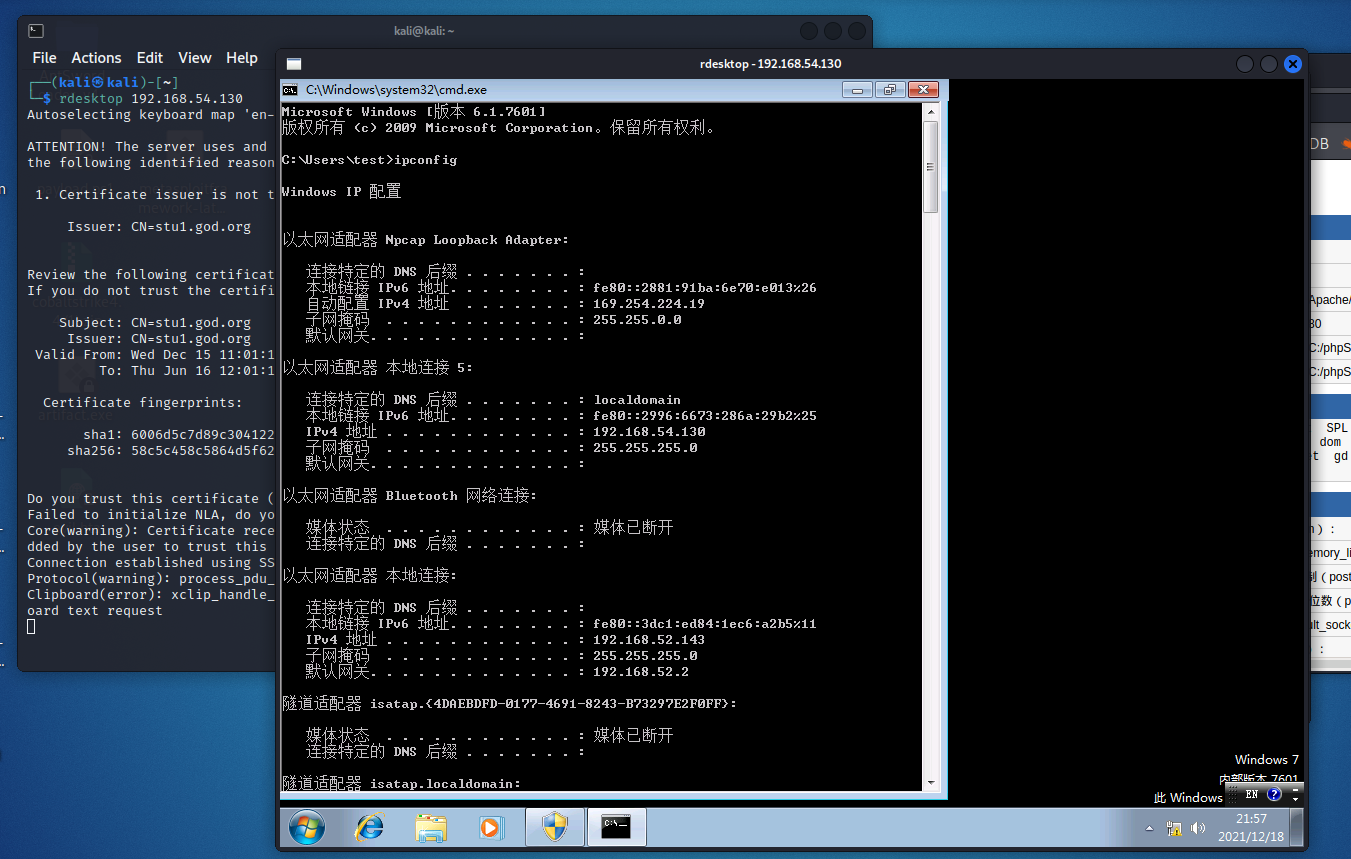 kali@kali: ~
File Actions Edit View Help
┌──(kali㉿kali)-[~]
└─$ rdesktop 192.168.54.130
Autoselecting keyboard map 'en-
ATTENTION! The server uses and
the following identified reason
1. Certificate issuer is not t
Issuer: CN=stu1.god.org
Review the following certificat
If you do not trust the certifi
Subject: CN=stu1.god.org
Issuer: CN=stu1.god.org
Valid From: Wed Dec 15 11:01:1
To: Thu Jun 16 12:01:1
Certificate fingerprints:
sha1: 6006d5c7d89c304122
sha256: 58c5c458c5864d5f62
Do you trust this certificate (
Failed to initialize NLA, do yo
Core(warning): Certificate rece
dded by the user to trust this
Connection established using SS
Protocol(warning): process_pdu_
Clipboard(error): xclip_handle_
oard text request
rdesktop - 192.168.54.130
C:\Windows\system32\cmd.exe
Microsoft Windows [版本 6.1.7601]
版权所有 (c) 2009 Microsoft Corporation。保留所有权利。
C:\Users\test>ipconfig
Windows IP 配置
以太网适配器 Npcap Loopback Adapter:
连接特定的 DNS 后缀 . . . . . . . :
本地链接 IPv6 地址. . . . . . . . : fe80::2881:91ba:6e70:e013%26
自动配置 IPv4 地址 . . . . . . . : 169.254.224.19
子网掩码 . . . . . . . . . . . . : 255.255.0.0
默认网关. . . . . . . . . . . . . :
以太网适配器 本地连接 5:
连接特定的 DNS 后缀 . . . . . . . : localdomain
本地链接 IPv6 地址. . . . . . . . : fe80::2996:6673:286a:29b2%25
IPv4 地址 . . . . . . . . . . . . : 192.168.54.130
子网掩码 . . . . . . . . . . . . : 255.255.255.0
默认网关. . . . . . . . . . . . . :
以太网适配器 Bluetooth 网络连接:
媒体状态 . . . . . . . . . . . . : 媒体已断开
连接特定的 DNS 后缀 . . . . . . . :
以太网适配器 本地连接:
连接特定的 DNS 后缀 . . . . . . . :
本地链接 IPv6 地址. . . . . . . . : fe80::3dc1:ed84:1ec6:a2b5%11
IPv4 地址 . . . . . . . . . . . . : 192.168.52.143
子网掩码 . . . . . . . . . . . . : 255.255.255.0
默认网关. . . . . . . . . . . . . : 192.168.52.2
隧道适配器 isatap.{4DAEBDFD-0177-4691-8243-B73297E2F0FF}:
媒体状态 . . . . . . . . . . . . : 媒体已断开
连接特定的 DNS 后缀 . . . . . . . :
隧道适配器 isatap.localdomain:
Windows 7
内部版本 7601
此 Windows
EN
21:57
2021/12/18
DB
Apache/
80
C:/phpS
C:/phpS
SPL
dom
t gd
) :
emory_li
制 ( post
位数 ( p
ult_sock
: